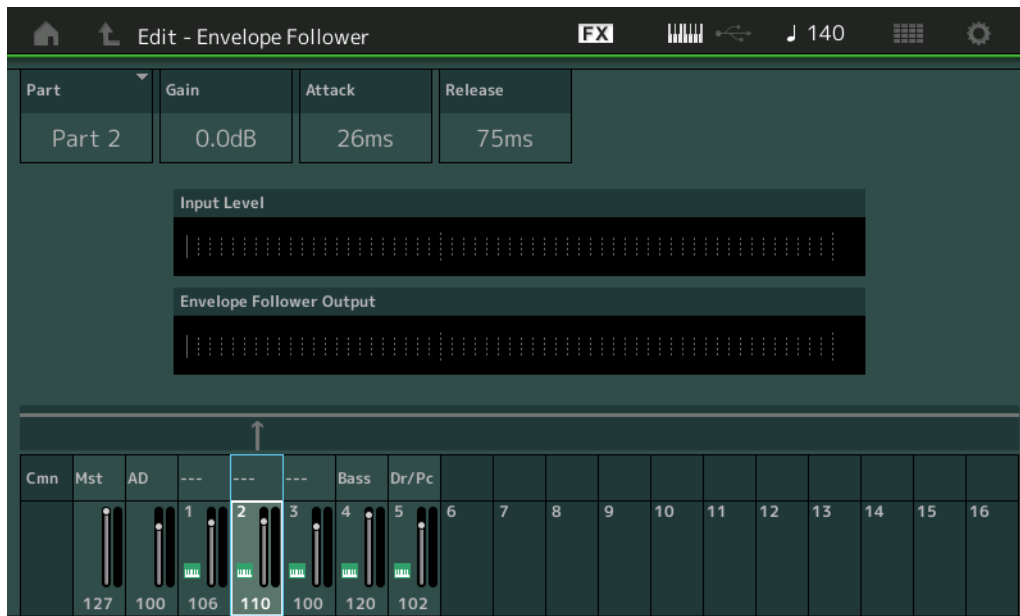 Edit - Envelope Follower FX ♩ 140
Part Gain Attack Release
Part 2 0.0dB 26ms 75ms
Input Level
Envelope Follower Output
Cmn Mst AD --- --- --- Bass Dr/Pc
1 2 3 4 5 6 7 8 9 10 11 12 13 14 15 16
127 100 106 110 100 120 102